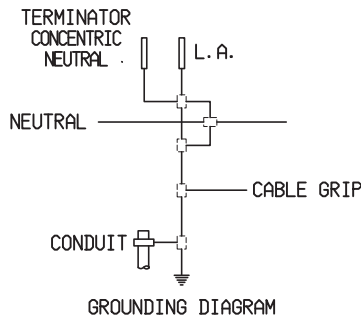 TERMINATOR
CONCENTRIC
NEUTRAL
L.A.
NEUTRAL
CABLE GRIP
CONDUIT
GROUNDING DIAGRAM